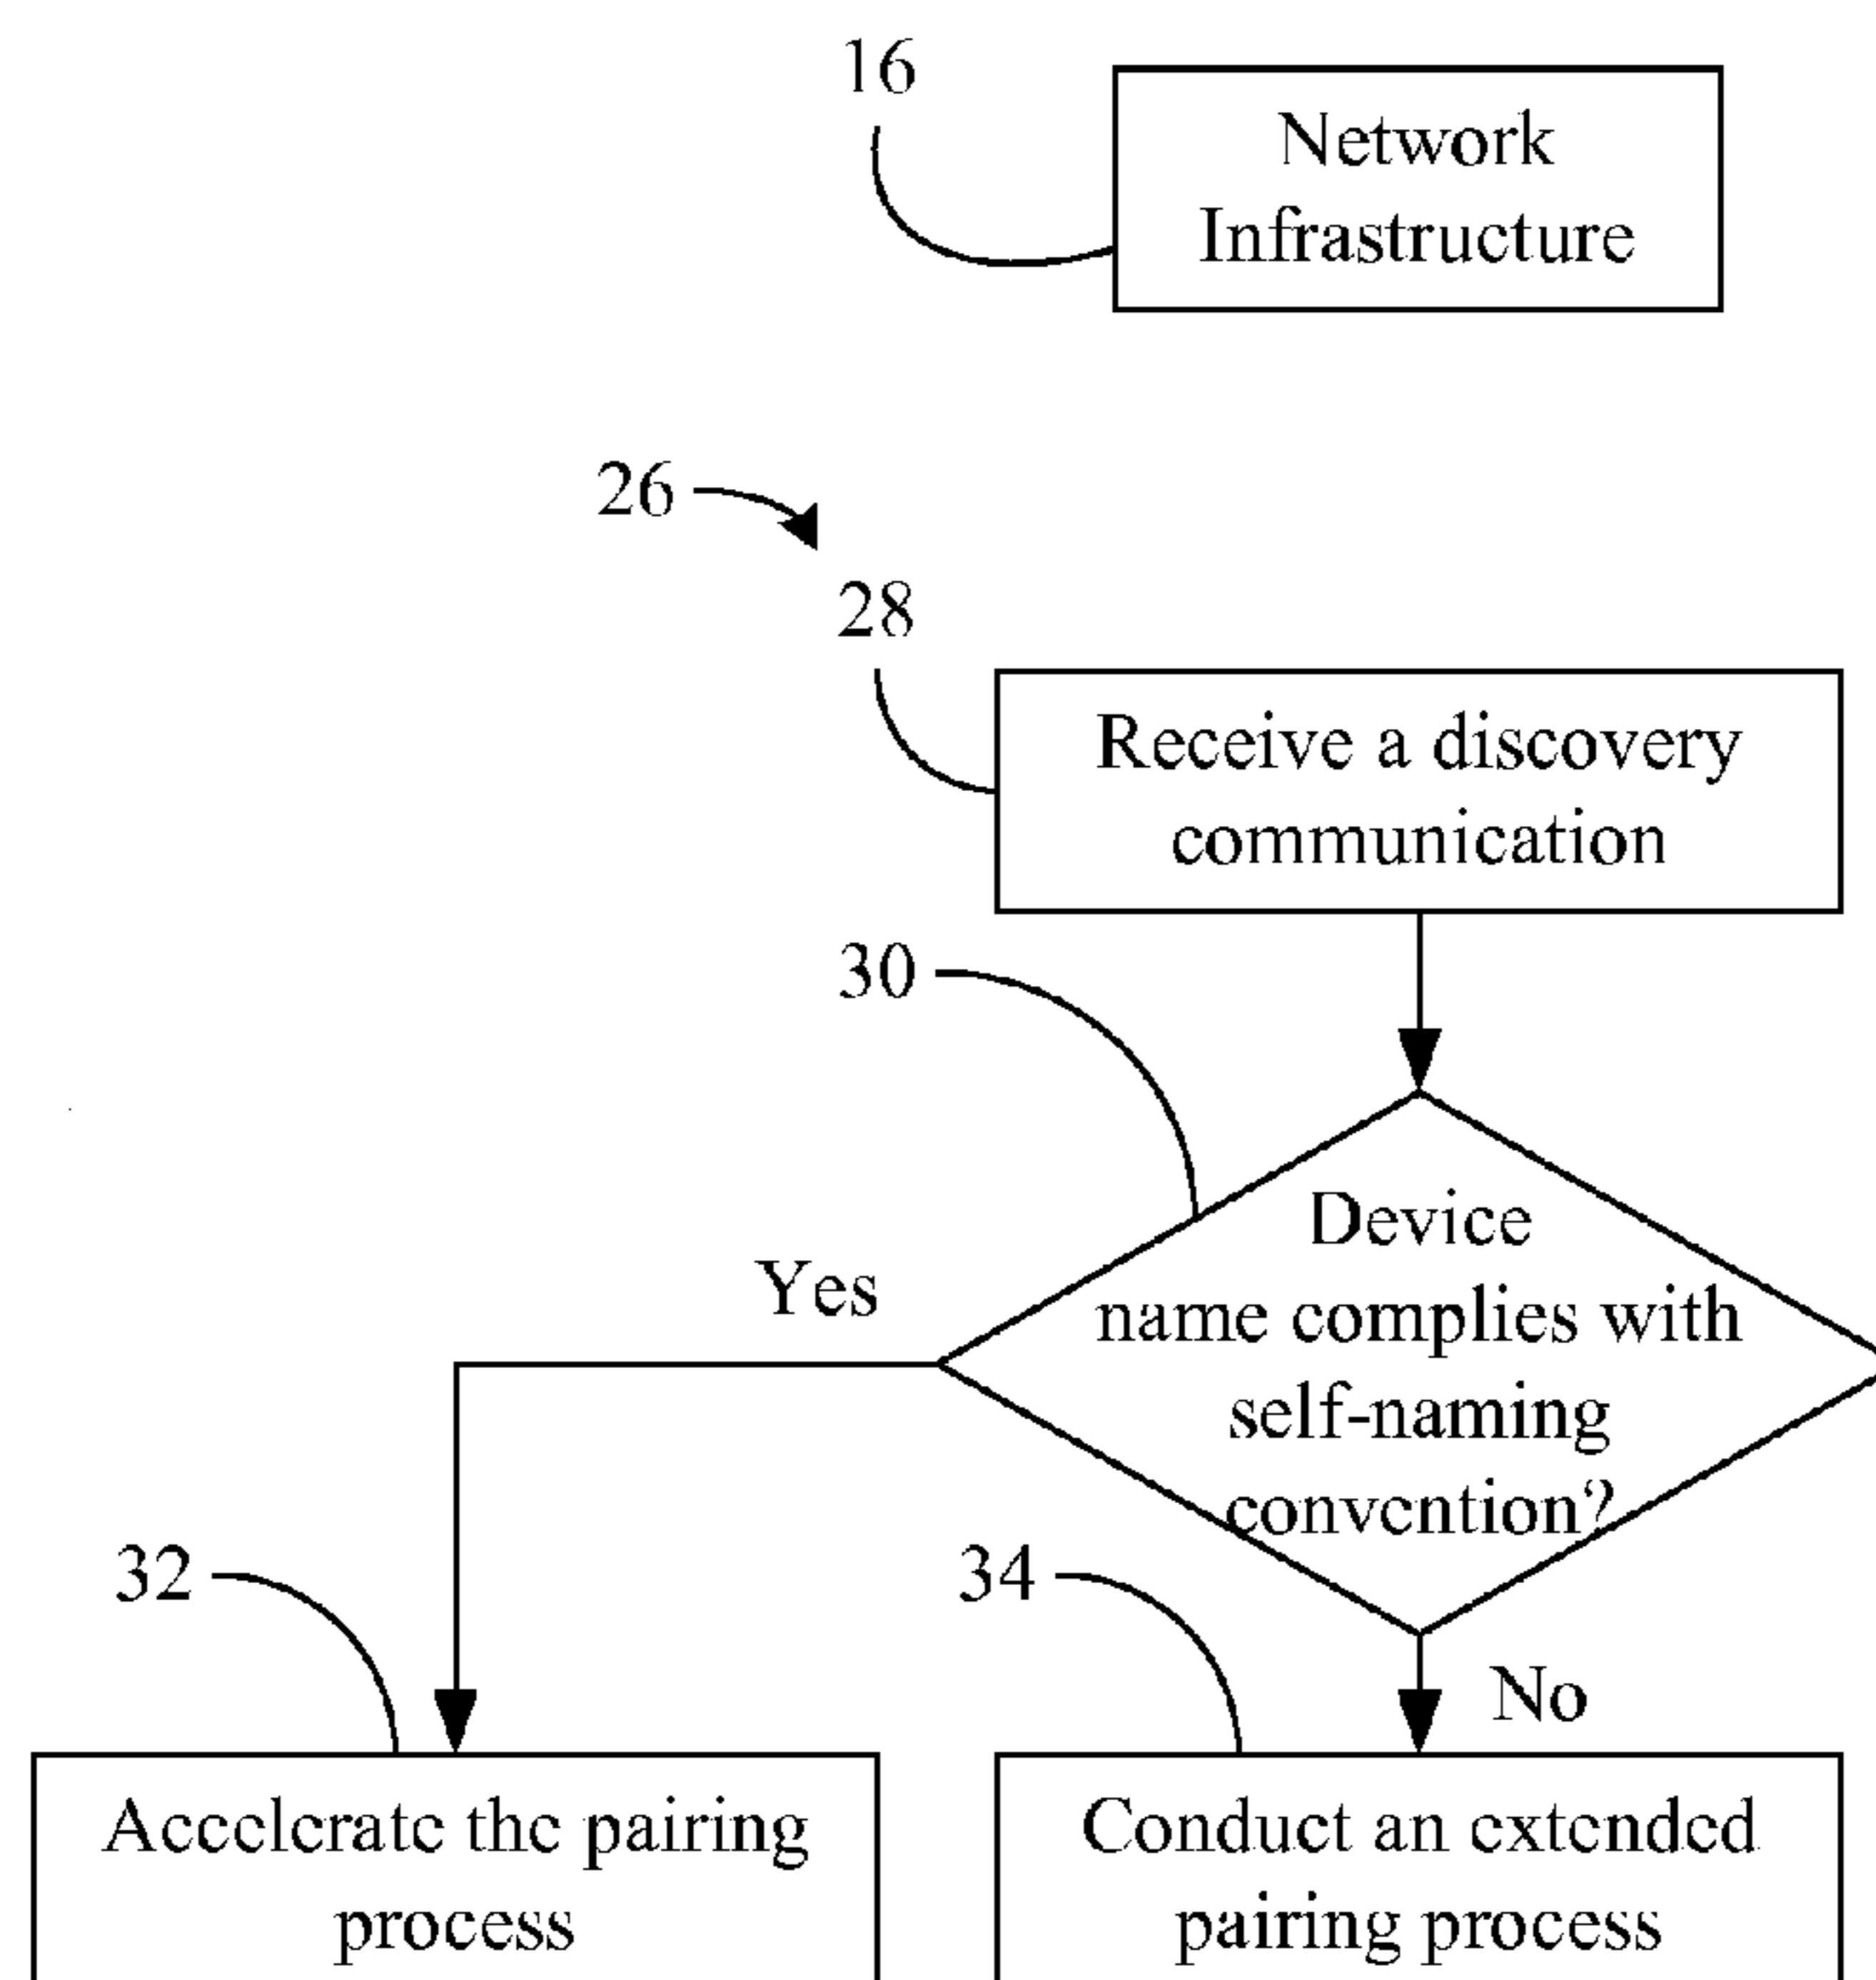 16
Network
Infrastructure
26
28
Receive a discovery
communication
30
Device
name complies with
self-naming
convention?
Yes
32
34
No
Accelerate the pairing
process
Conduct an extended
pairing process